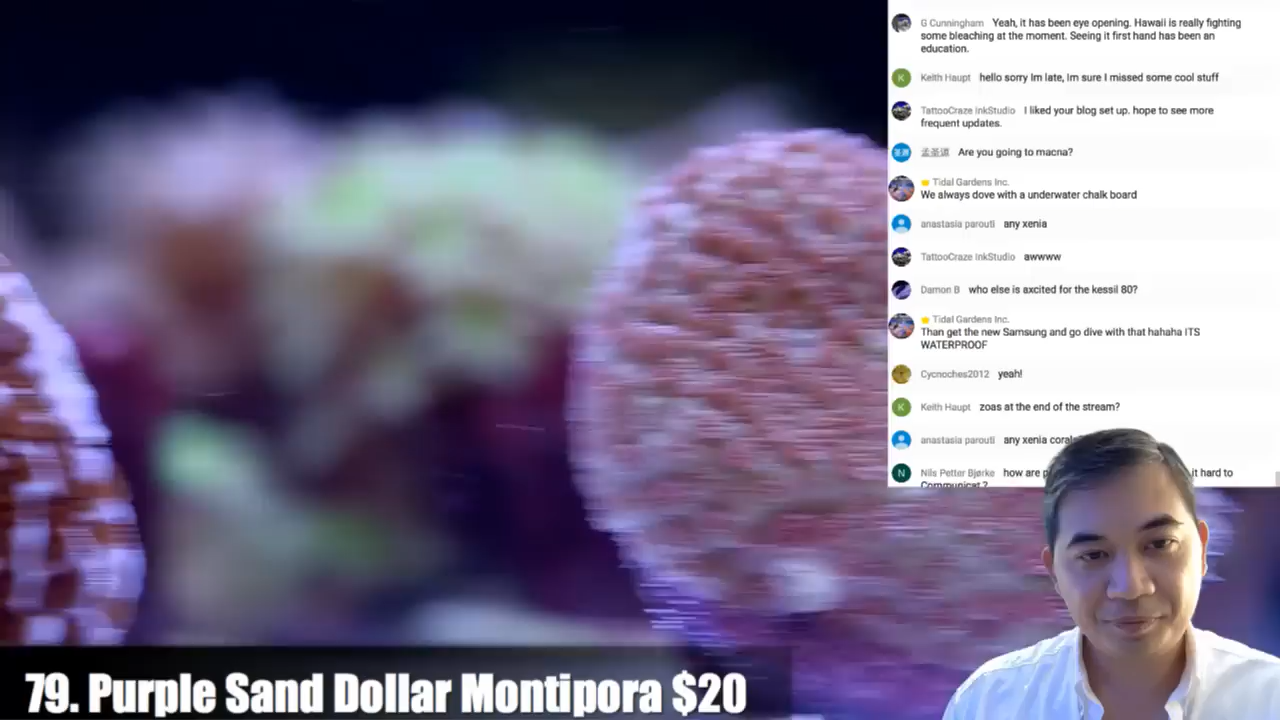 G Cunningham Yeah, it has been eye opening. Hawaii is really fighting
some bleaching at the moment. Seeing it first hand has been an
education.
Keith Haupt hello sorry Im late, Im sure I missed some cool stuff
TattooCraze InkStudio I liked your blog set up. hope to see more
frequent updates.
Are you going to macna?
Tidal Gardens Inc.
We always dove with a underwater chalk board
anastasia parouti any xenia
TattooCraze InkStudio awwww
Damon B who else is axcited for the kessil 80?
Tidal Gardens Inc.
Than get the new Samsung and go dive with that hahaha ITS
WATERPROOF
Cycnoches2012 yeah!
Keith Haupt zoas at the end of the stream?
anastasia parouti any xenia
Nils Petter Bjørke how are it hard to
Communicat ?
79. Purple Sand Dollar Montipora $20